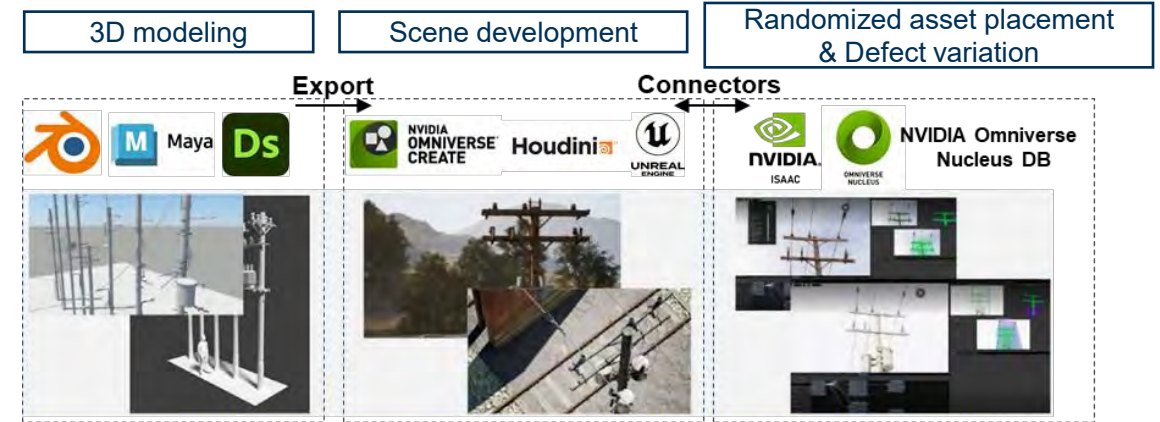 3D modeling
Scene development
Randomized asset placement
& Defect variation
Export
Connectors
M Maya
Ds
NVIDIA
OMNIVERSE
CREATE
Houdini
UNREAL
ENGINE
NVIDIA.
ISAAC
OMNIVERSE
NUCLEUS
NVIDIA Omniverse
Nucleus DB